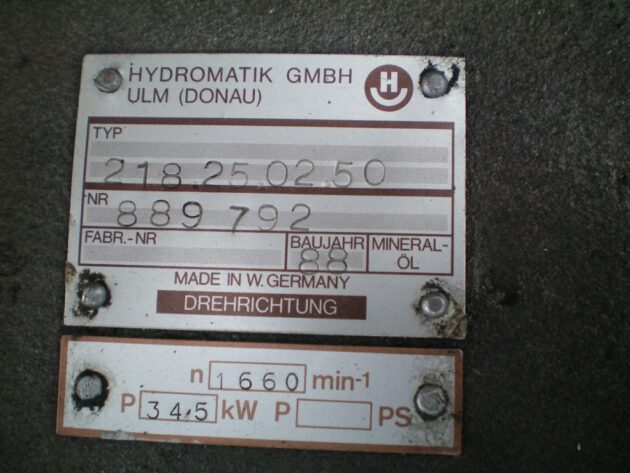 HYDROMATIK GMBH
ULM (DONAU)
H
TYP
218.25.02.50
NR
889 792
FABR.-NR
BAUJAHR
88
MINERAL-
ÖL
MADE IN W. GERMANY
DREHRICHTUNG
n 1660 min-1
P 34,5 kW P PS